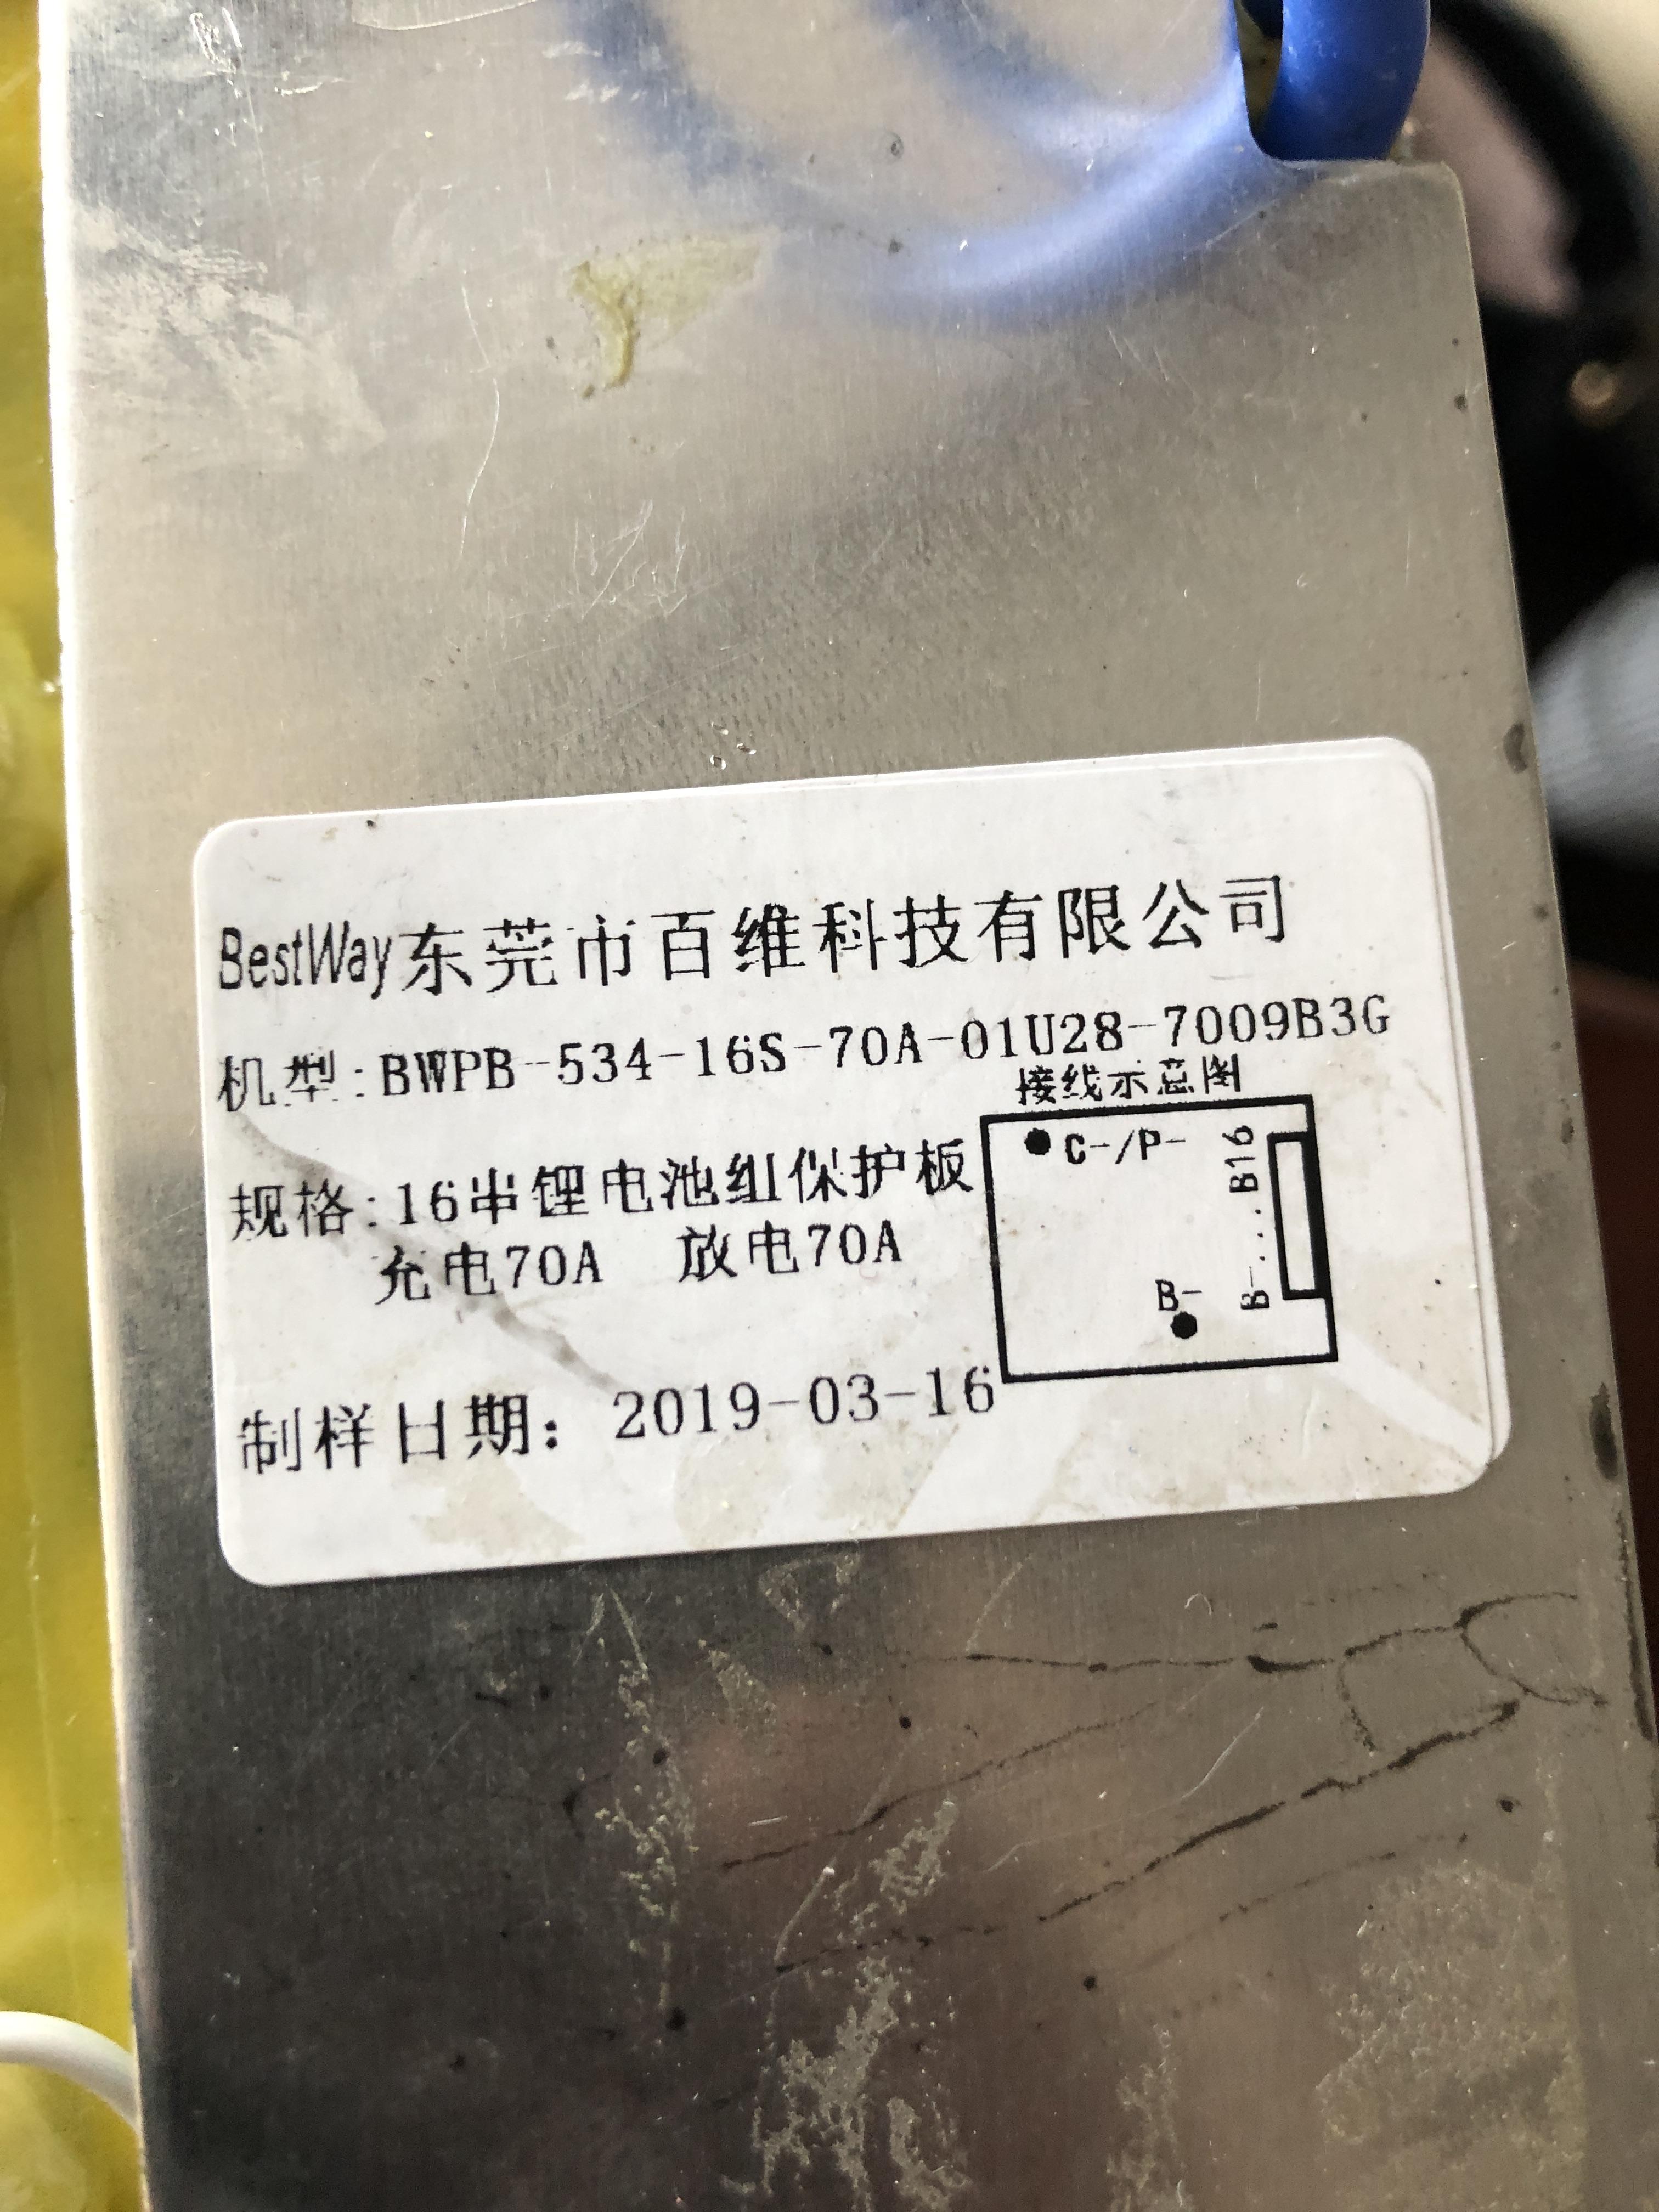 BestWay东莞市百维科技有限公司
机型:BWPB-534-16S-70A-01U28-7009B3G
接线示意图
C-/P-
B16
规格:16串锂电池组保护板
充电70A 放电70A
B-
B-...B16
制样日期: 2019-03-16